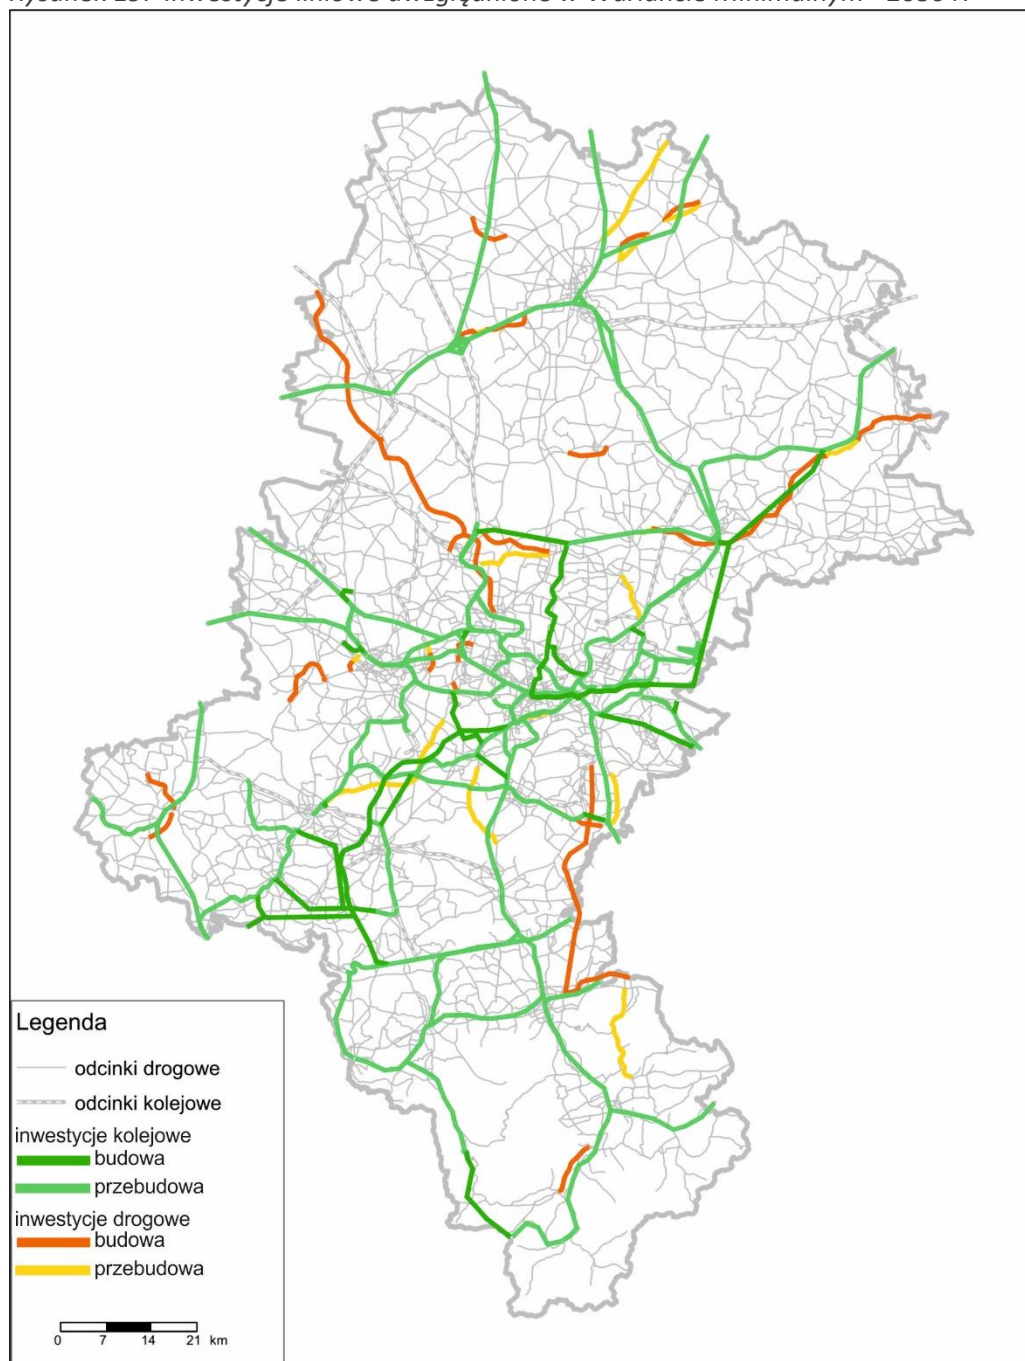 Legenda
odcinki drogowe
odcinki kolejowe
inwestycje kolejowe
budowa
przebudowa
inwestycje drogowe
budowa
przebudowa
0 7 14 21 km